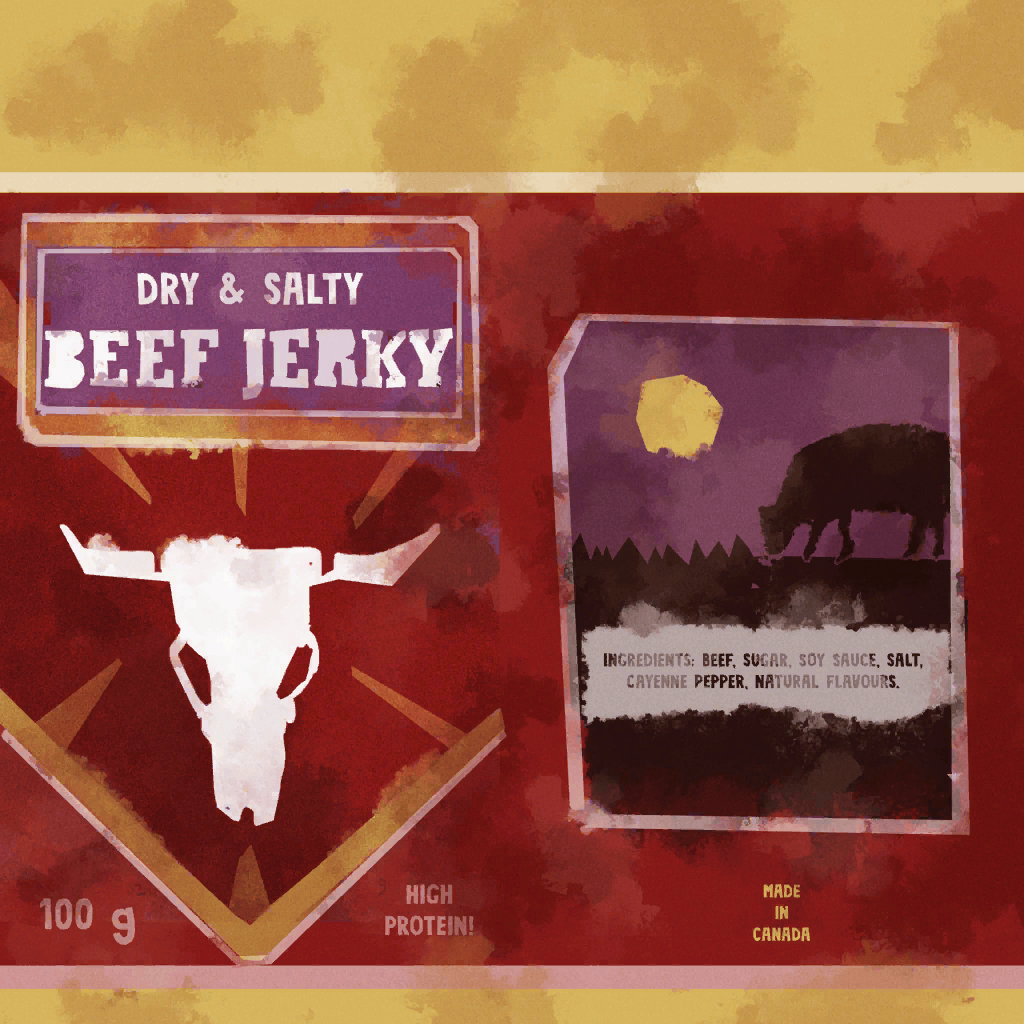 DRY & SALTY
BEEF JERKY
INGREDIENTS: BEEF, SUGAR, SOY SAUCE, SALT,
CAYENNE PEPPER, NATURAL FLAVOURS.
100 g
HIGH
PROTEIN!
MADE
IN
CANADA